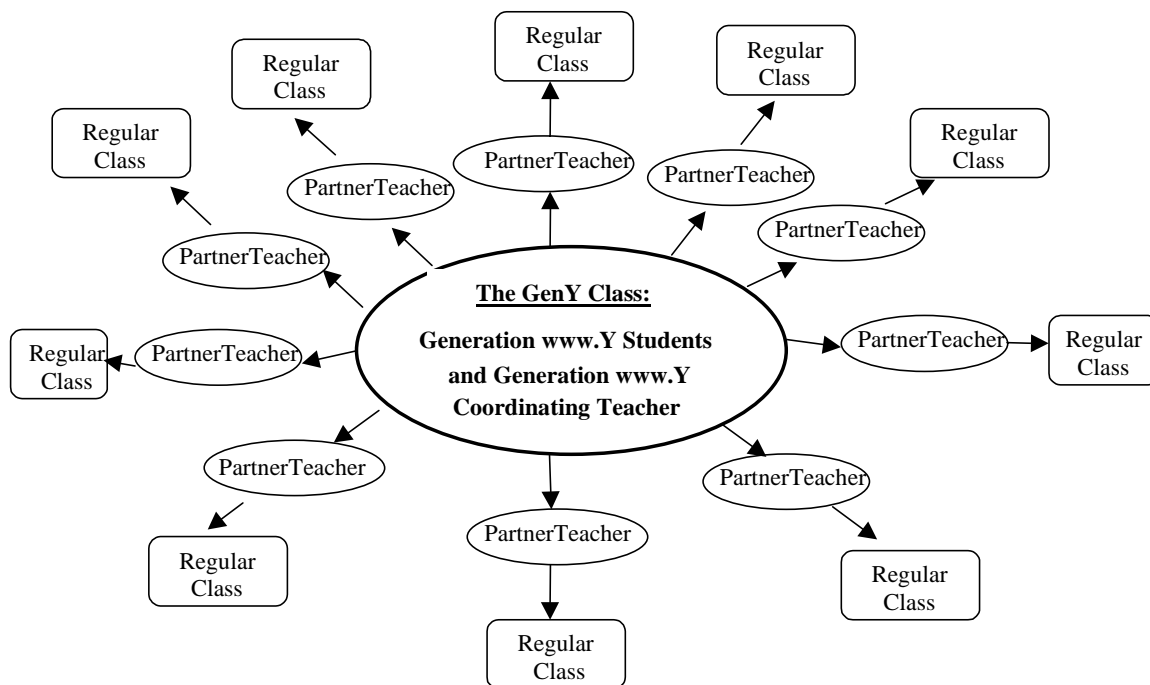 Regular
Class
Regular
Class
Regular
Class
Regular
Class
Regular
Class
PartnerTeacher
PartnerTeacher
PartnerTeacher
PartnerTeacher
PartnerTeacher
The GenY Class:
Generation www.Y Students
and Generation www.Y
Coordinating Teacher
Regular
Class
PartnerTeacher
PartnerTeacher
Regular
Class
PartnerTeacher
PartnerTeacher
PartnerTeacher
Regular
Class
Regular
Class
Regular
Class